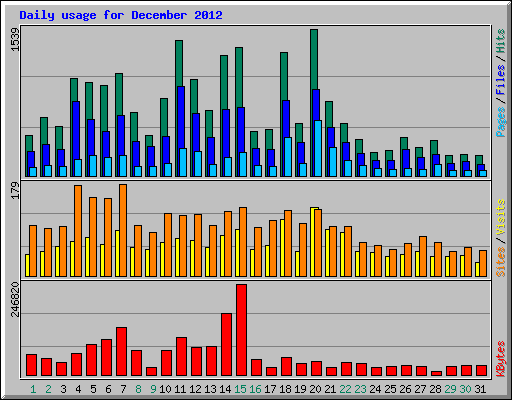 Daily usage for December 2012
1539
Pages / Files / Hits
179
Sites / Visits
246820
KBytes
1 2 3 4 5 6 7 8 9 10 11 12 13 14 15 16 17 18 19 20 21 22 23 24 25 26 27 28 29 30 31